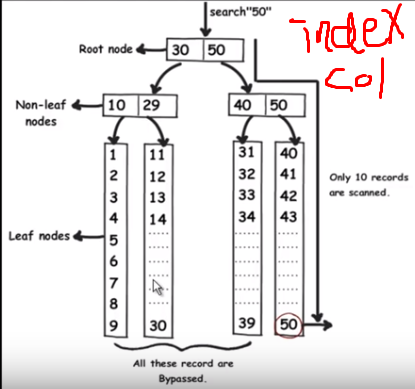 search"50"
index
col
Root node
30 50
Non-leaf
nodes
10 29
40 50
1 11 31 40
2 12 32 41
3 13 33 42
4 14 34 43
Only 10 records
are scanned.
Leaf nodes
5
6
7
8
9 30 39 50
All these record are
Bypassed.